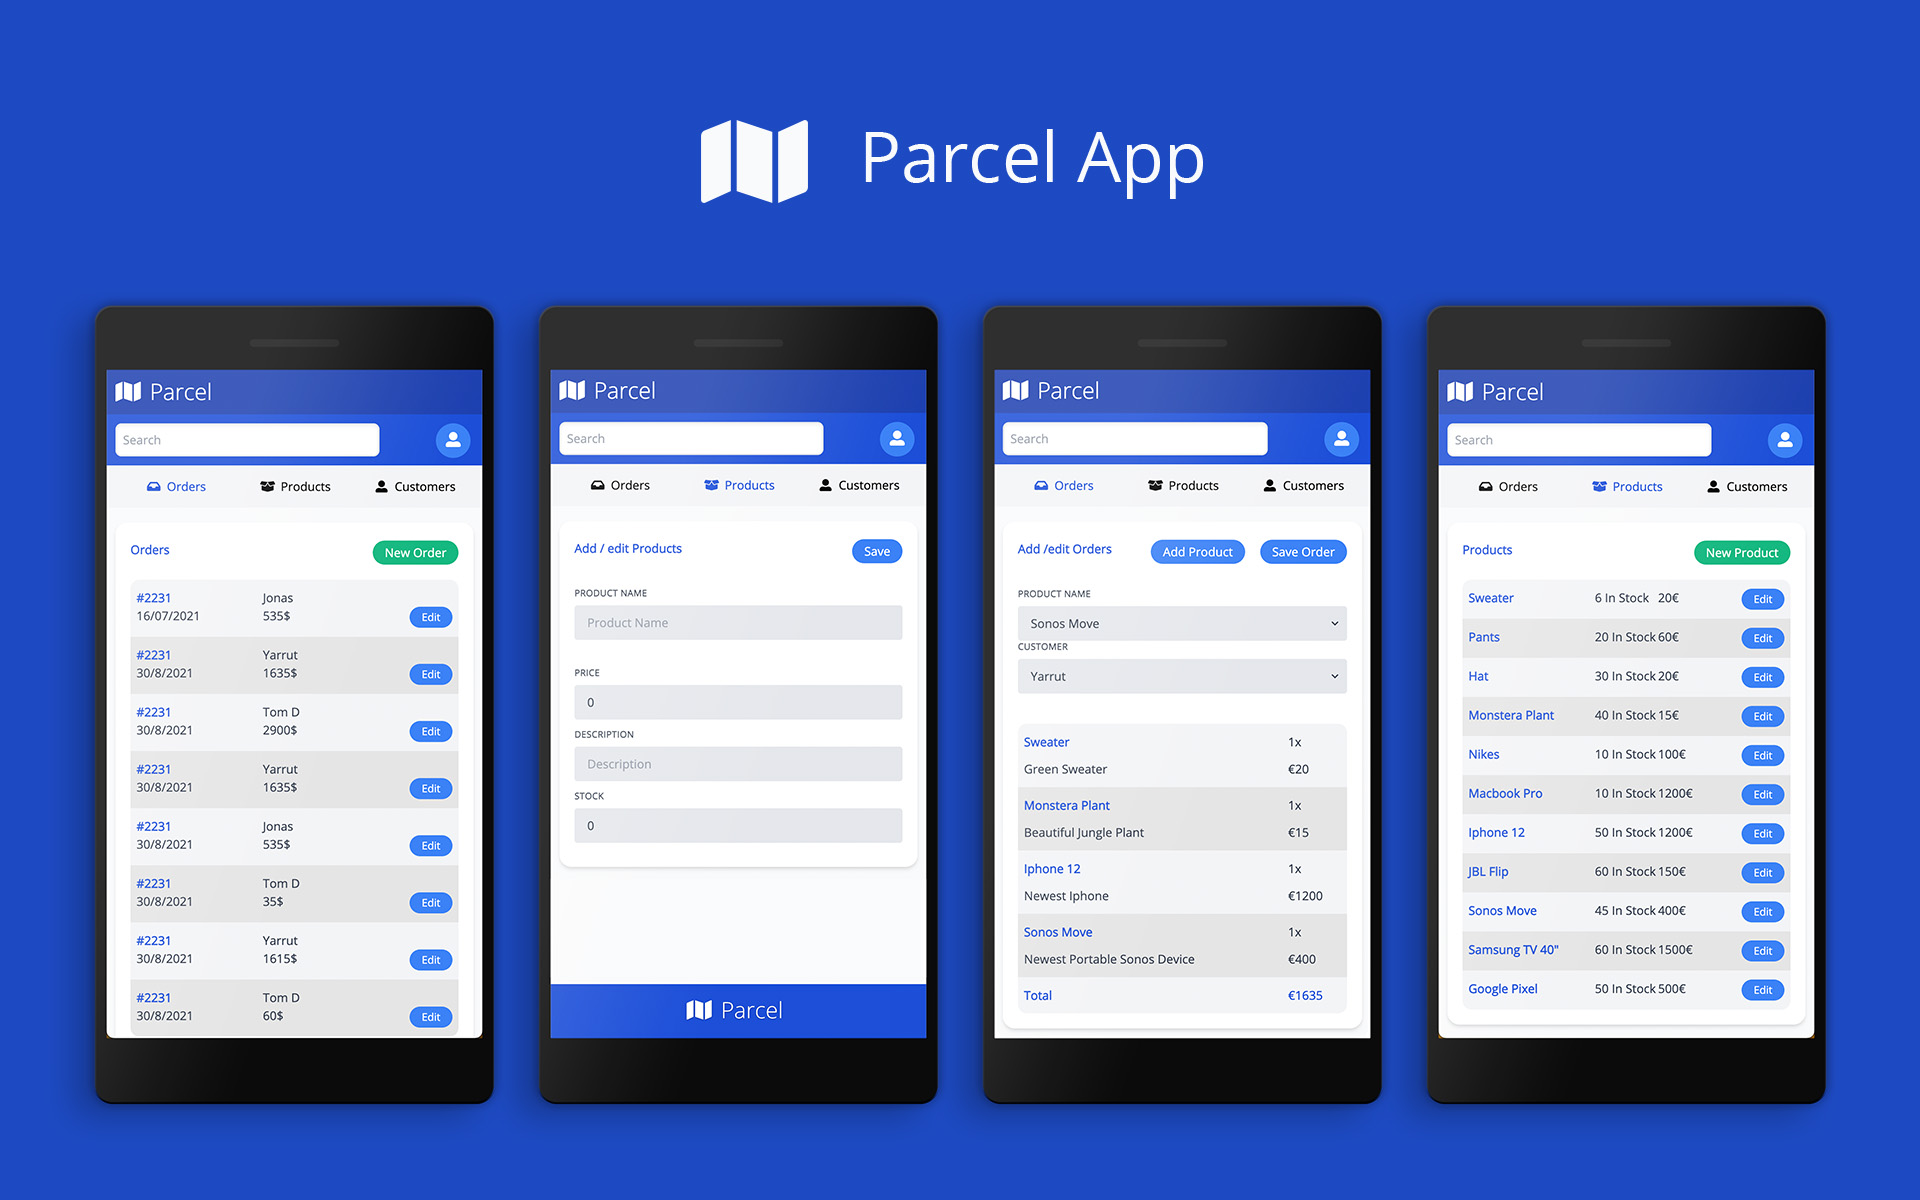 Parcel App
Parcel
Search
Orders Products Customers
Orders New Order
#2231 Jonas
16/07/2021 535$ Edit
#2231 Yarrut
30/8/2021 1635$ Edit
#2231 Tom D
30/8/2021 2900$ Edit
#2231 Yarrut
30/8/2021 1635$ Edit
#2231 Jonas
30/8/2021 535$ Edit
#2231 Tom D
30/8/2021 35$ Edit
#2231 Yarrut
30/8/2021 1615$ Edit
#2231 Tom D
30/8/2021 60$ Edit
Parcel
Search
Orders Products Customers
Add / edit Products Save
PRODUCT NAME
Product Name
PRICE
0
DESCRIPTION
Description
STOCK
0
Parcel
Parcel
Search
Orders Products Customers
Add /edit Orders Add Product Save Order
PRODUCT NAME
Sonos Move
CUSTOMER
Yarrut
Sweater 1x
Green Sweater €20
Monstera Plant 1x
Beautiful Jungle Plant €15
Iphone 12 1x
Newest Iphone €1200
Sonos Move 1x
Newest Portable Sonos Device €400
Total €1635
Parcel
Search
Orders Products Customers
Products New Product
Sweater 6 In Stock 20€ Edit
Pants 20 In Stock 60€ Edit
Hat 30 In Stock 20€ Edit
Monstera Plant 40 In Stock 15€ Edit
Nikes 10 In Stock 100€ Edit
Macbook Pro 10 In Stock 1200€ Edit
Iphone 12 50 In Stock 1200€ Edit
JBL Flip 60 In Stock 150€ Edit
Sonos Move 45 In Stock 400€ Edit
Samsung TV 40" 60 In Stock 1500€ Edit
Google Pixel 50 In Stock 500€ Edit